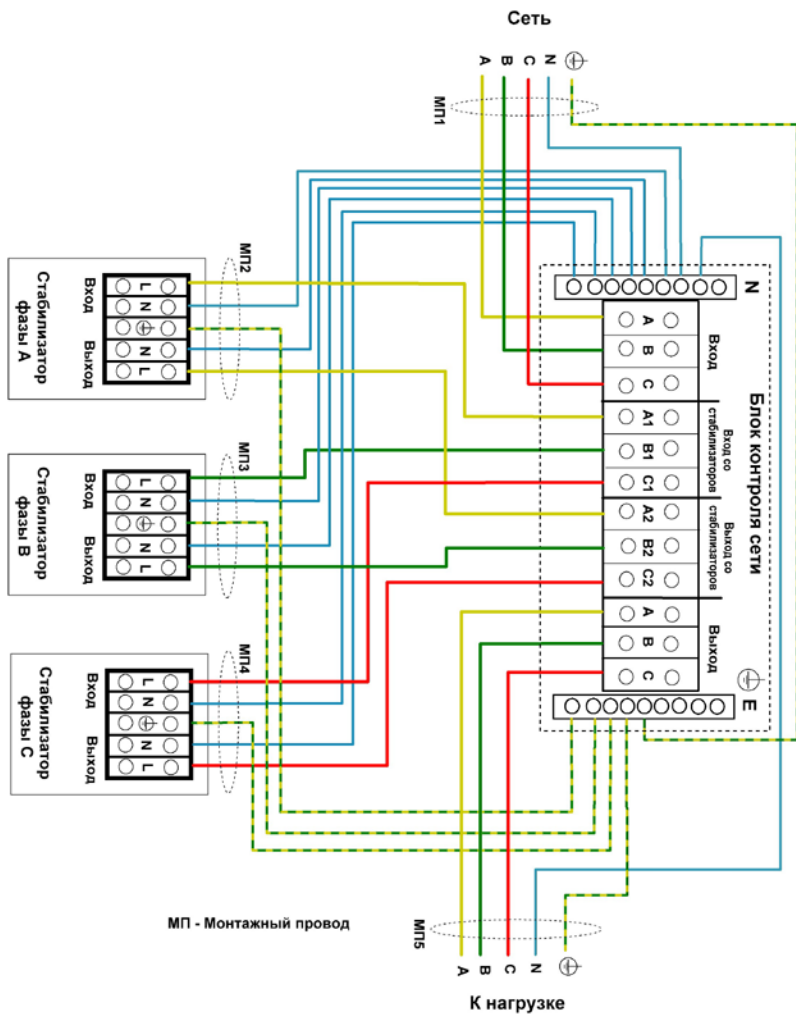 Сеть
A
B
C
N
МП1
МП2
Стабилизатор
фазы A
Вход
Выход
L
N
N
L
МП3
Стабилизатор
фазы B
Вход
Выход
L
N
N
L
МП4
Стабилизатор
фазы C
Вход
Выход
L
N
N
L
Блок контроля сети
N
Вход
A
B
C
Вход со
стабилизаторов
A1
B1
C1
Выход со
стабилизаторов
A2
B2
C2
Выход
A
B
C
E
МП - Монтажный провод
МП5
A
B
C
N
К нагрузке